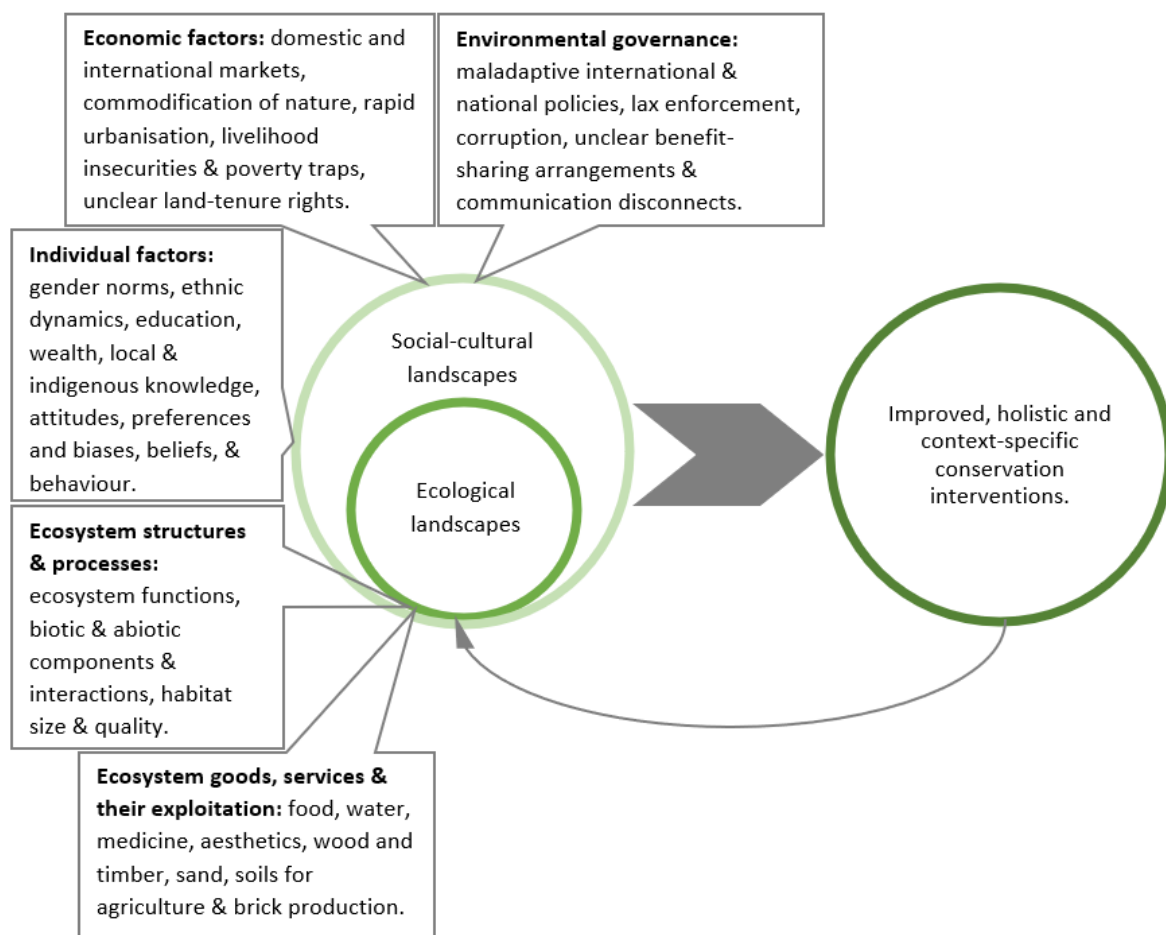 Economic factors: domestic and
international markets,
commodification of nature, rapid
urbanisation, livelihood
insecurities & poverty traps,
unclear land-tenure rights.
Environmental governance:
maladaptive international &
national policies, lax enforcement,
corruption, unclear benefit-
sharing arrangements &
communication disconnects.
Individual factors:
gender norms, ethnic
dynamics, education,
wealth, local &
indigenous knowledge,
attitudes, preferences
and biases, beliefs, &
behaviour.
Social-cultural
landscapes
Ecological
landscapes
Improved, holistic and
context-specific
conservation
interventions.
Ecosystem structures
& processes:
ecosystem functions,
biotic & abiotic
components &
interactions, habitat
size & quality.
Ecosystem goods, services &
their exploitation: food, water,
medicine, aesthetics, wood and
timber, sand, soils for
agriculture & brick production.